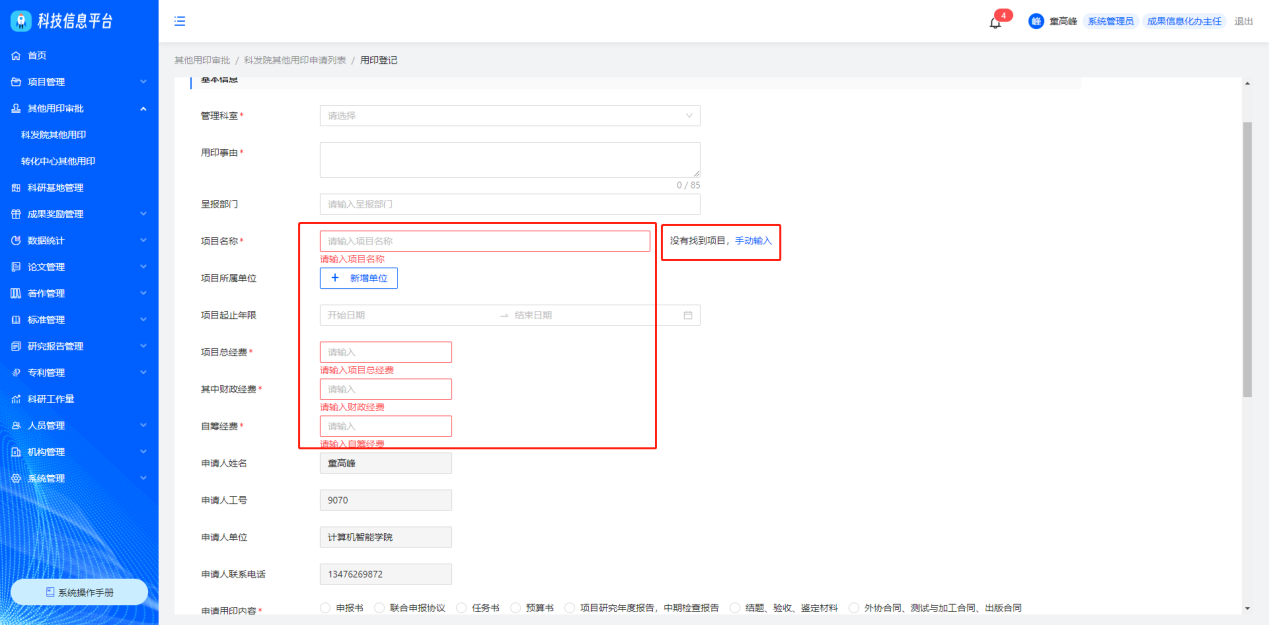 科技信息平台
4
峰 童高峰 系统管理员 成果信息化办主任 退出
首页
项目管理
其他用印审批
科发院其他用印
转化中心其他用印
科研基地管理
成果奖励管理
数据统计
论文管理
著作管理
标准管理
研究报告管理
专利管理
科研工作量
人员管理
机构管理
系统管理
系统操作手册
其他用印审批 / 科发院其他用印申请列表 / 用印登记
基本信息
管理科室* 请选择
用印事由*
0 / 85
呈报部门 请输入呈报部门
项目名称* 请输入项目名称 没有找到项目，手动输入
请输入项目名称
项目所属单位 + 新增单位
项目起止年限 开始日期 → 结束日期
项目总经费* 请输入
请输入项目总经费
其中财政经费* 请输入
请输入财政经费
自筹经费* 请输入
请输入自筹经费
申请人姓名 童高峰
申请人工号 9070
申请人单位 计算机智能学院
申请人联系电话 13476269872
申请用印内容* 申报书 联合申报协议 任务书 预算书 项目研究年度报告，中期检查报告 结题、验收、鉴定材料 外协合同、测试与加工合同、出版合同